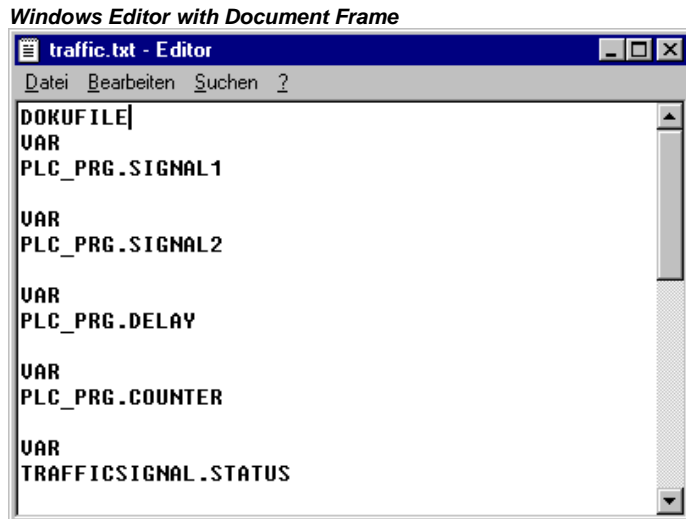 Windows Editor with Document Frame
traffic.txt - Editor
Datei Bearbeiten Suchen ?
DOKUFILE
VAR
PLC_PRG.SIGNAL1
VAR
PLC_PRG.SIGNAL2
VAR
PLC_PRG.DELAY
VAR
PLC_PRG.COUNTER
VAR
TRAFFICSIGNAL.STATUS